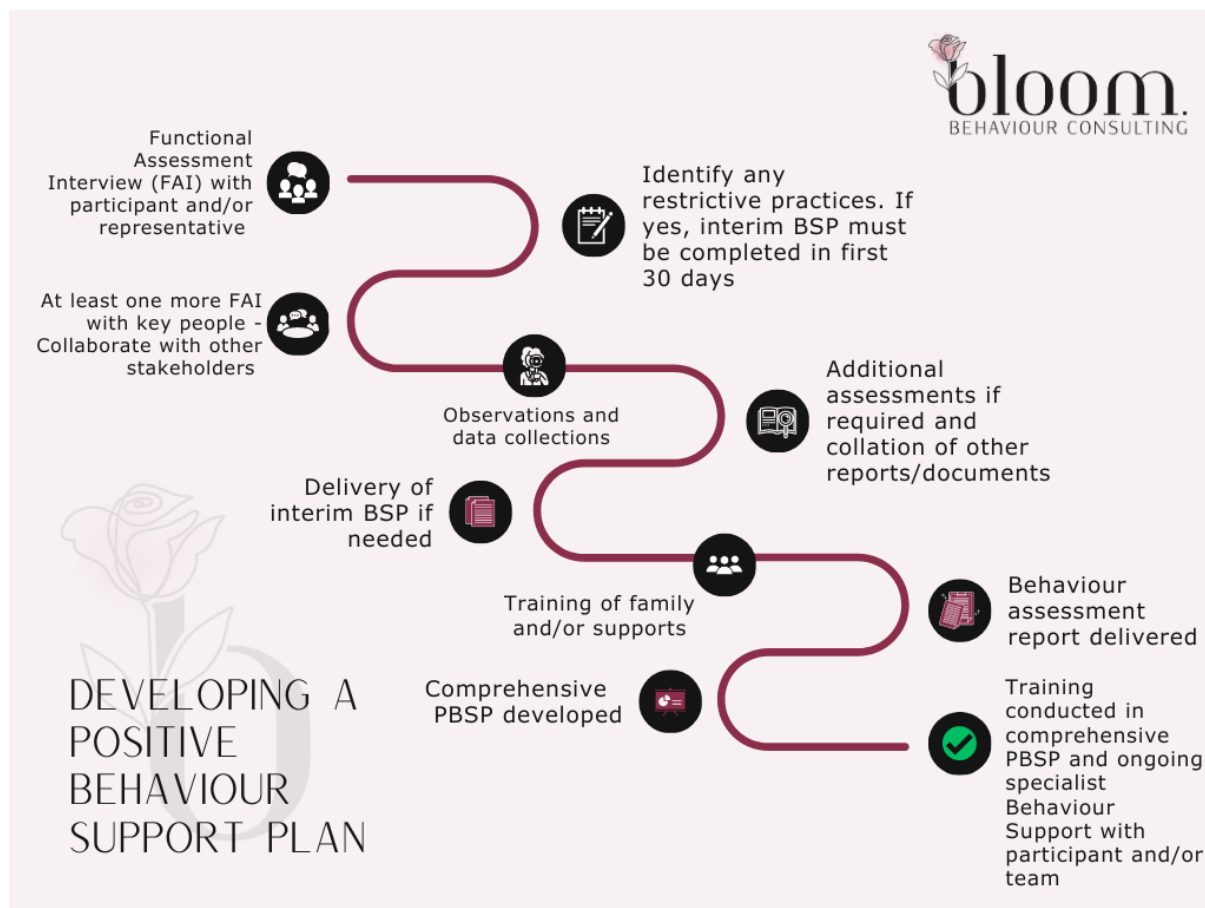 bloom.
BEHAVIOUR CONSULTING
Functional
Assessment
Interview (FAI) with
participant and/or
representative
Identify any
restrictive practices. If
yes, interim BSP must
be completed in first
30 days
At least one more FAI
with key people -
Collaborate with other
stakeholders
Observations and
data collections
Additional
assessments if
required and
collation of other
reports/documents
Delivery of
interim BSP if
needed
Training of family
and/or supports
Behaviour
assessment
report delivered
Comprehensive
PBSP developed
Training
conducted in
comprehensive
PBSP and ongoing
specialist
Behaviour
Support with
participant and/or
team
DEVELOPING A
POSITIVE
BEHAVIOUR
SUPPORT PLAN
b